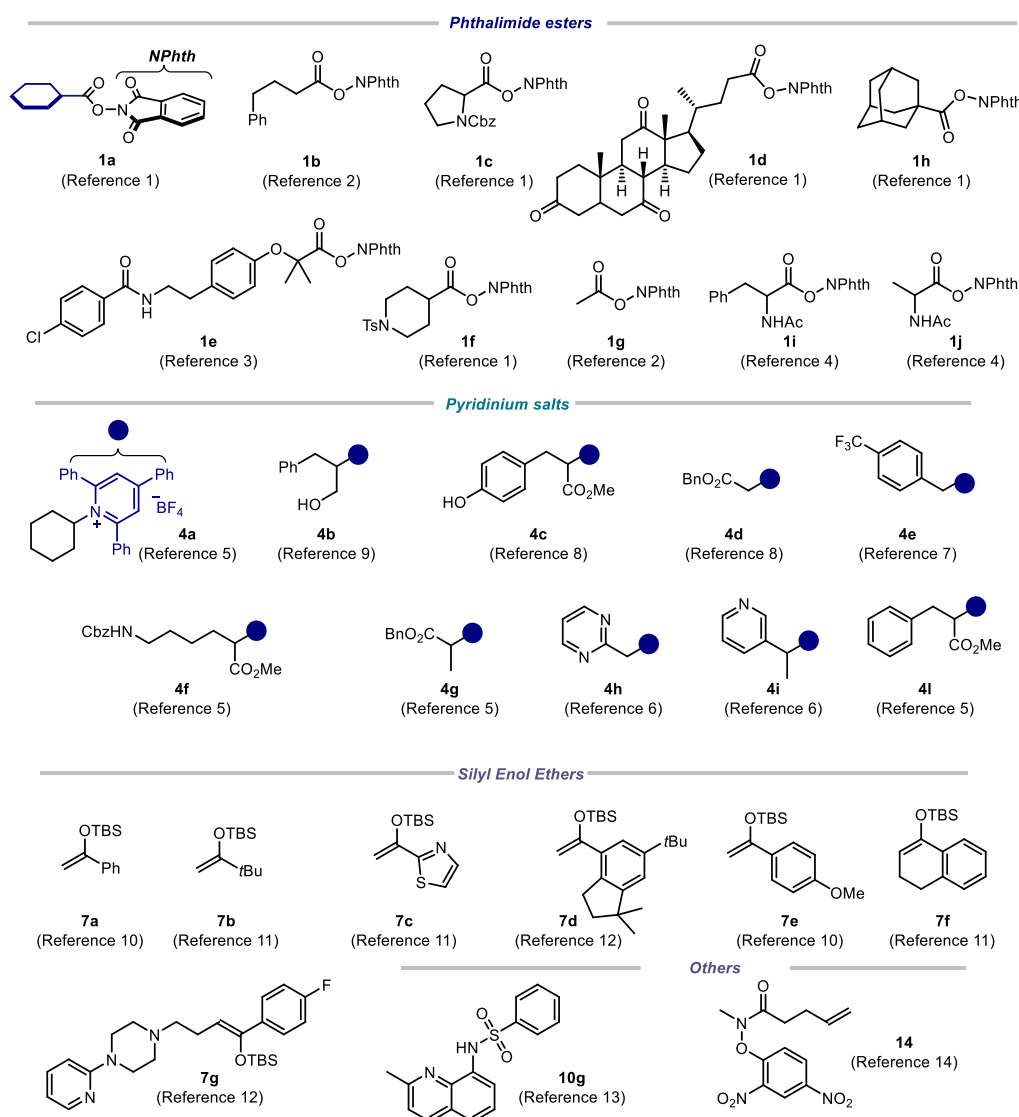 Phthalimide esters
NPhth
O
O
N
O
O
1a
(Reference 1)
O
O
NPhth
Ph
1b
(Reference 2)
O
O
NPhth
NCbz
1c
(Reference 1)
O
O
NPhth
CH3
O
H
H
H
O
O
1d
(Reference 1)
O
NPhth
O
1h
(Reference 1)
O
N
H
Cl
O
O
O
NPhth
1e
(Reference 3)
O
O
NPhth
TsN
1f
(Reference 1)
O
O
NPhth
1g
(Reference 2)
O
O
NPhth
Ph
NHAc
1i
(Reference 4)
O
O
NPhth
NHAc
1j
(Reference 4)
Pyridinium salts
Ph
Ph
N
+
Ph
−
BF4
4a
(Reference 5)
Ph
HO
4b
(Reference 9)
HO
CO2Me
4c
(Reference 8)
BnO2C
4d
(Reference 8)
F3C
4e
(Reference 7)
CbzHN
CO2Me
4f
(Reference 5)
BnO2C
4g
(Reference 5)
N
N
4h
(Reference 6)
N
4i
(Reference 6)
CO2Me
4l
(Reference 5)
Silyl Enol Ethers
OTBS
Ph
7a
(Reference 10)
OTBS
tBu
7b
(Reference 11)
OTBS
N
S
7c
(Reference 11)
OTBS
tBu
7d
(Reference 12)
OTBS
OMe
7e
(Reference 10)
OTBS
7f
(Reference 11)
F
N
N
N
OTBS
7g
(Reference 12)
Others
O
S
O
HN
N
10g
(Reference 13)
O
N
O
O2N
NO2
14
(Reference 14)